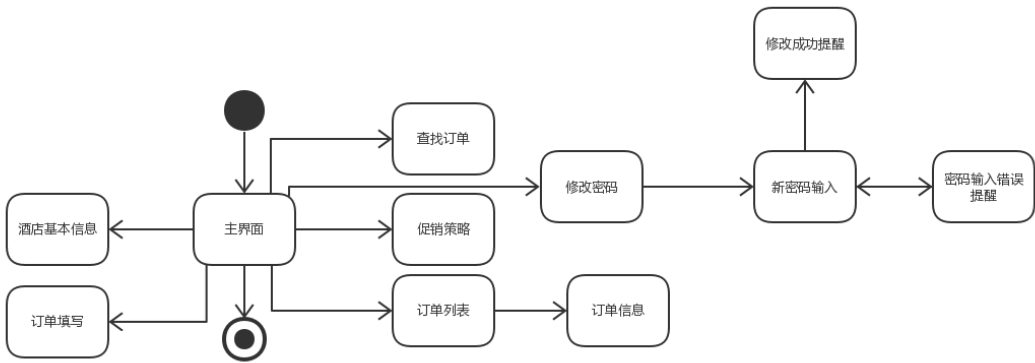 修改成功提醒
查找订单
修改密码
新密码输入
密码输入错误
提醒
酒店基本信息
主界面
促销策略
订单填写
订单列表
订单信息